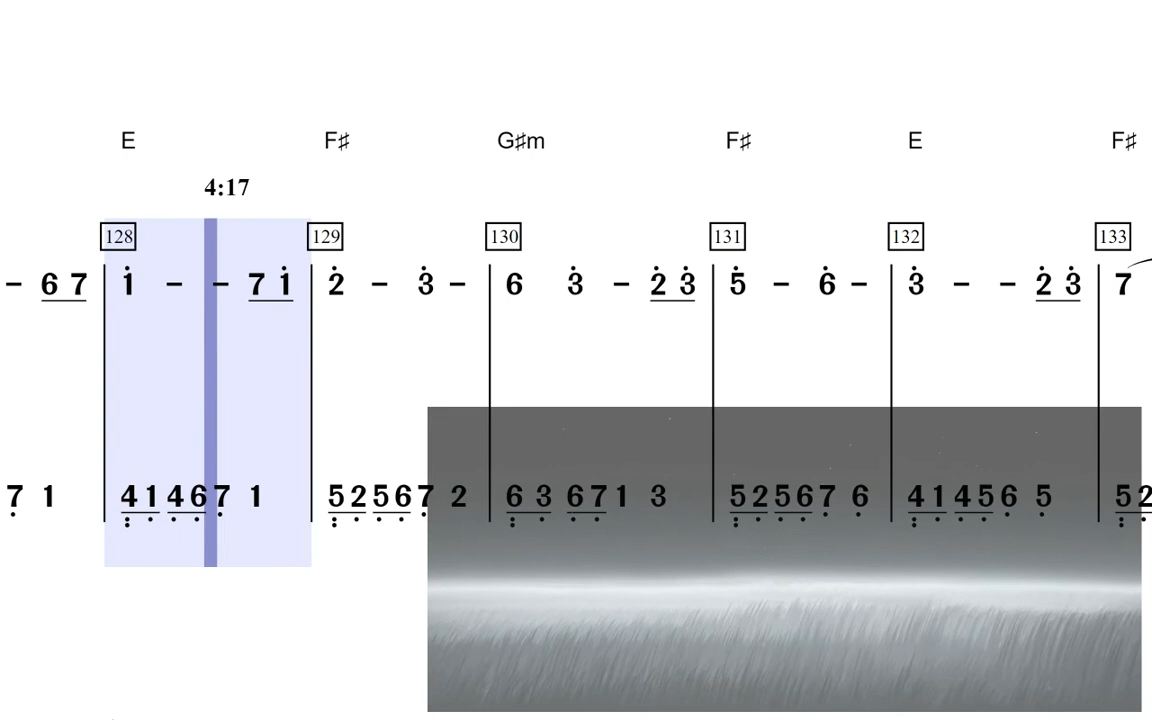 E F♯ G♯m F♯ E F♯
4:17
128 129 130 131 132 133
– 6 7 | 1̇ – – 7 1̇ | 2̇ – 3̇ – | 6 3̇ – 2̇ 3̇ | 5̇ – 6̇ – | 3̇ – – 2̇ 3̇ | 7
7̣ 1 | 4̤ 1̣ 4̣ 6̣ 7̣ 1 | 5̤ 2̣ 5̣ 6̣ 7̣ 2 | 6̤ 3̣ 6̣ 7̣ 1 3 | 5̤ 2̣ 5̣ 6̣ 7̣ 6̣ | 4̤ 1̣ 4̣ 5̣ 6̣ 5̣ | 5̤ 2̣